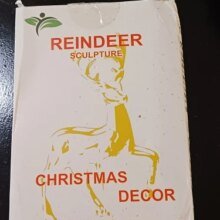 REINDEER
SCULPTURE
CHRISTMAS
DECOR